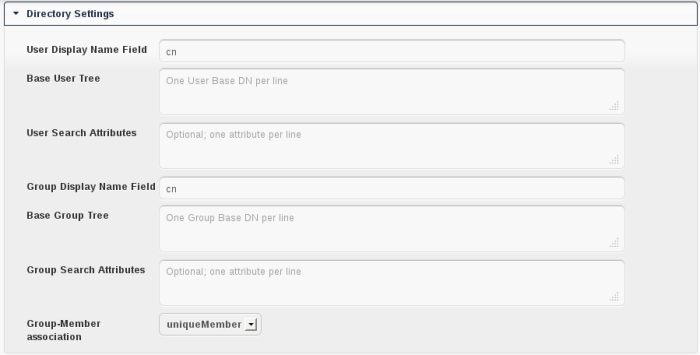 Directory Settings
User Display Name Field
cn
Base User Tree
One User Base DN per line
User Search Attributes
Optional; one attribute per line
Group Display Name Field
cn
Base Group Tree
One Group Base DN per line
Group Search Attributes
Optional; one attribute per line
Group-Member
association
uniqueMember